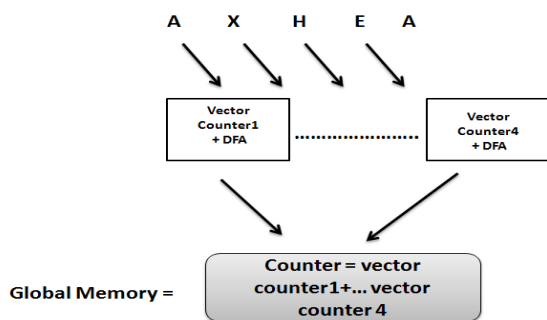 A X H E A
Vector
Counter1
+ DFA
.....................
Vector
Counter4
+ DFA
Global Memory =
Counter = vector
counter1+... vector
counter 4